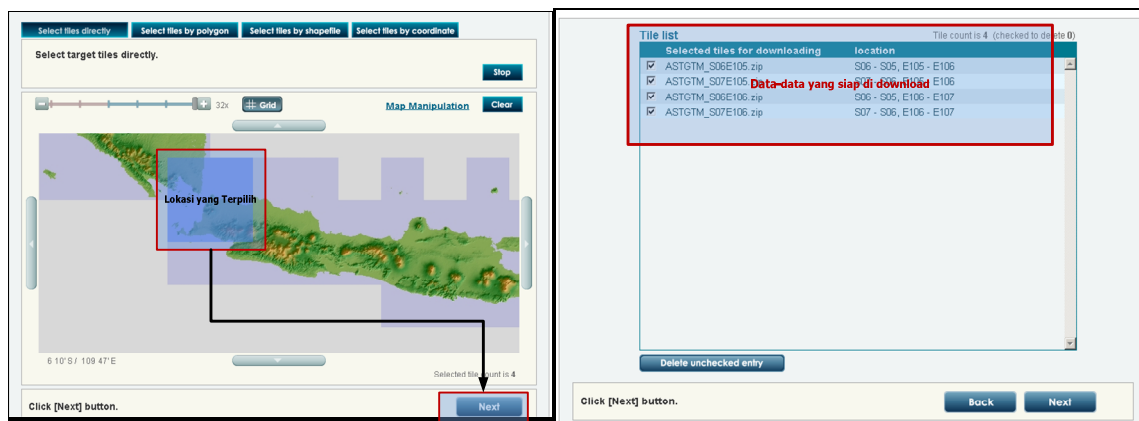 Select tiles directly Select tiles by polygon Select tiles by shapefile Select tiles by coordinate
Select target tiles directly.
Stop
32x Grid Map Manipulation Clear
Lokasi yang Terpilih
6 10'S / 109 47'E
Selected tile count is 4
Click [Next] button.
Next
Tile list Tile count is 4 (checked to delete 0)
Selected tiles for downloading location
ASTGTM_S06E105.zip S06 - S05, E105 - E106
ASTGTM_S07E105.zip S07 - S06, E105 - E106
Data-data yang siap di download
ASTGTM_S06E106.zip S06 - S05, E106 - E107
ASTGTM_S07E106.zip S07 - S06, E106 - E107
Delete unchecked entry
Click [Next] button.
Back Next